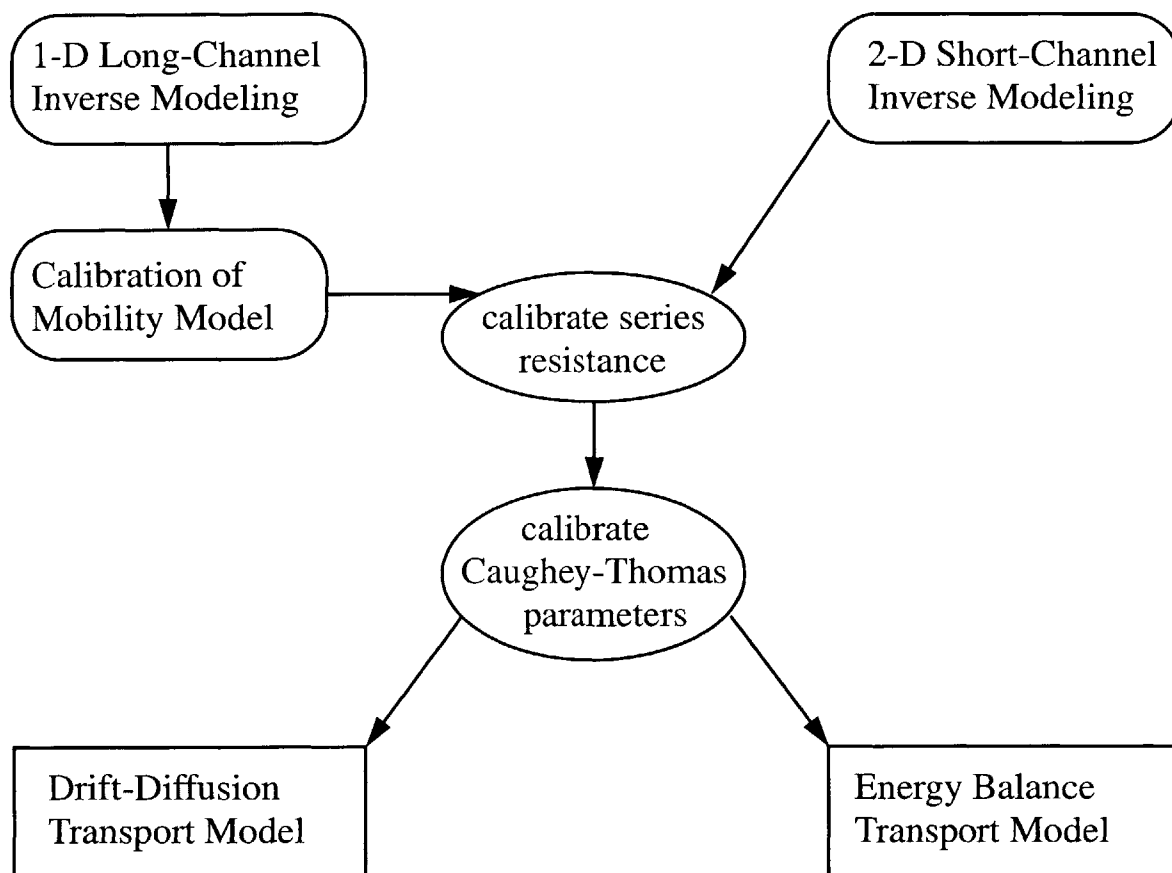 1-D Long-Channel
Inverse Modeling
2-D Short-Channel
Inverse Modeling
Calibration of
Mobility Model
calibrate series
resistance
calibrate
Caughey-Thomas
parameters
Drift-Diffusion
Transport Model
Energy Balance
Transport Model